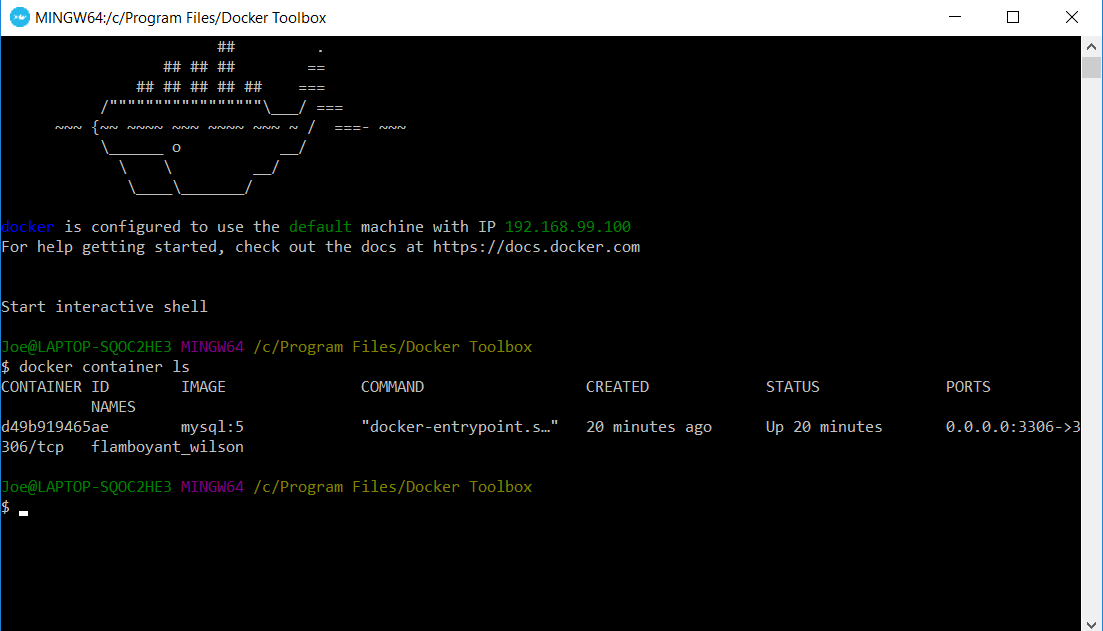 MINGW64:/c/Program Files/Docker Toolbox
                        ##         .
                  ## ## ##        ==
               ## ## ## ## ##    ===
           /"""""""""""""""""\___/ ===
      ~~~ {~~ ~~~~ ~~~ ~~~~ ~~~ ~ /  ===- ~~~
           \______ o           __/
             \    \         __/
              \____\_______/
docker is configured to use the default machine with IP 192.168.99.100
For help getting started, check out the docs at https://docs.docker.com
Start interactive shell
Joe@LAPTOP-SQOC2HE3 MINGW64 /c/Program Files/Docker Toolbox
$ docker container ls
CONTAINER ID        IMAGE               COMMAND                  CREATED             STATUS              PORTS
          NAMES
d49b919465ae        mysql:5             "docker-entrypoint.s…"   20 minutes ago      Up 20 minutes       0.0.0.0:3306->3
306/tcp   flamboyant_wilson
Joe@LAPTOP-SQOC2HE3 MINGW64 /c/Program Files/Docker Toolbox
$